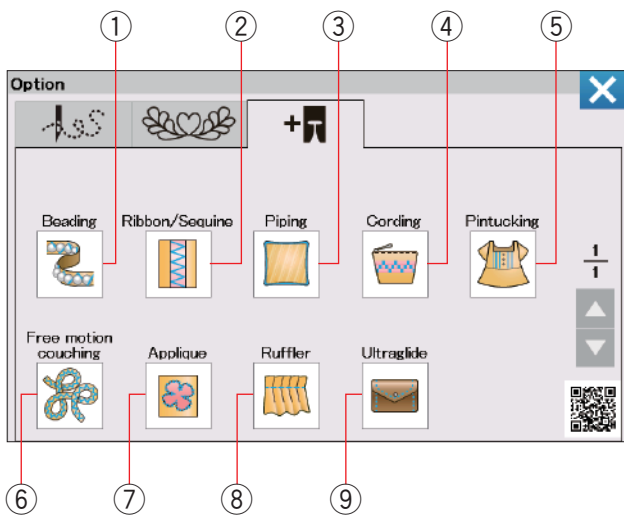 ① ② ③ ④ ⑤
Option
Beading Ribbon/Sequine Piping Cording Pintucking
1
1
Free motion
couching Applique Ruffler Ultraglide
⑥ ⑦ ⑧ ⑨